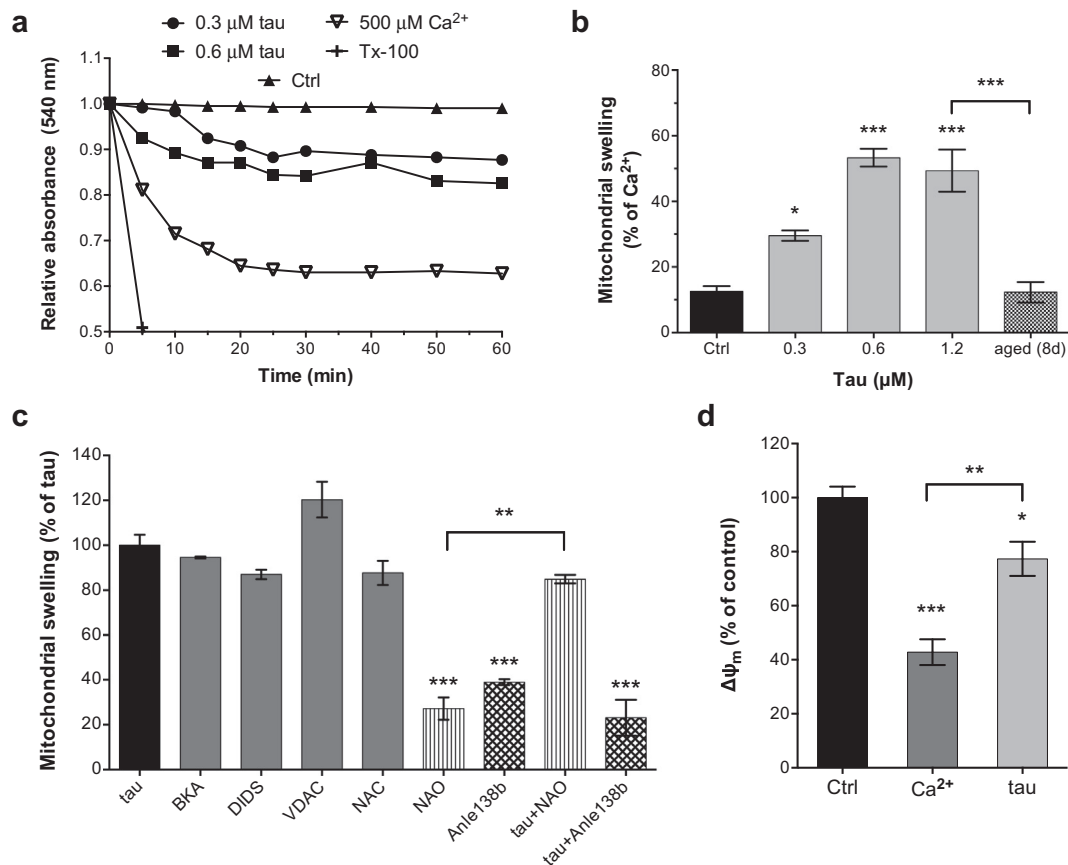 a
0.3 µM tau
500 µM Ca²⁺
0.6 µM tau
Tx-100
Ctrl
1.1
1.0
0.9
0.8
0.7
0.6
0.5
0 10 20 30 40 50 60
Relative absorbance (540 nm)
Time (min)
b
80
60
40
20
0
Mitochondrial swelling
(% of Ca²⁺)
*
***
***
***
Ctrl 0.3 0.6 1.2 aged (8d)
Tau (µM)
c
140
120
100
80
60
40
20
0
Mitochondrial swelling (% of tau)
**
***
***
***
tau BKA DIDS VDAC NAC NAO Anle138b tau+NAO tau+Anle138b
d
120
100
80
60
40
20
0
Δψm (% of control)
**
*
***
Ctrl Ca²⁺ tau